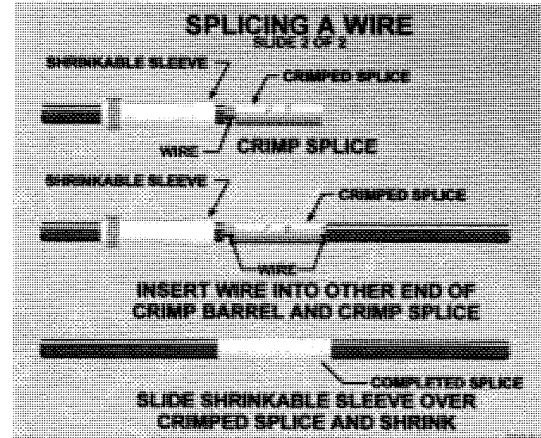 SPLICING A WIRE
SLIDE 2 OF 2
SHRINKABLE SLEEVE
CRIMPED SPLICE
WIRE
CRIMP SPLICE
SHRINKABLE SLEEVE
CRIMPED SPLICE
WIRE
INSERT WIRE INTO OTHER END OF
CRIMP BARREL AND CRIMP SPLICE
COMPLETED SPLICE
SLIDE SHRINKABLE SLEEVE OVER
CRIMPED SPLICE AND SHRINK